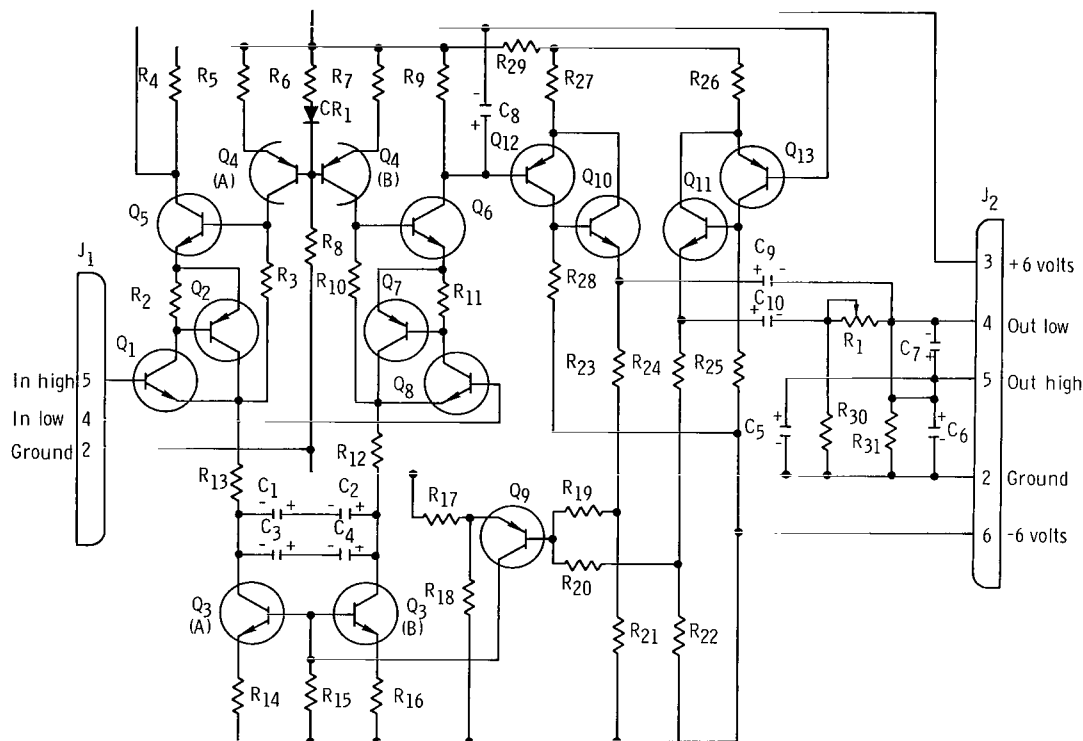 R4
R5
R6
R7
R9
R29
R27
R26
CR1
C8
-
+
Q12
Q13
Q4
(A)
Q4
(B)
Q10
Q11
Q5
Q6
J2
J1
R8
R3
R10
Q7
R11
R28
C9
+ -
3 +6 volts
R2
Q2
C10
+ -
R1
4 Out low
C7
-
+
Q1
In high 5
In low 4
Ground 2
Q8
R23
R24
R25
5 Out high
C5
+
-
R30
R31
C6
+
-
R12
R13
C1
- +
C2
- +
C3
- +
C4
- +
R17
Q9
R19
2 Ground
R20
6 -6 volts
Q3
(A)
Q3
(B)
R18
R21
R22
R14
R15
R16